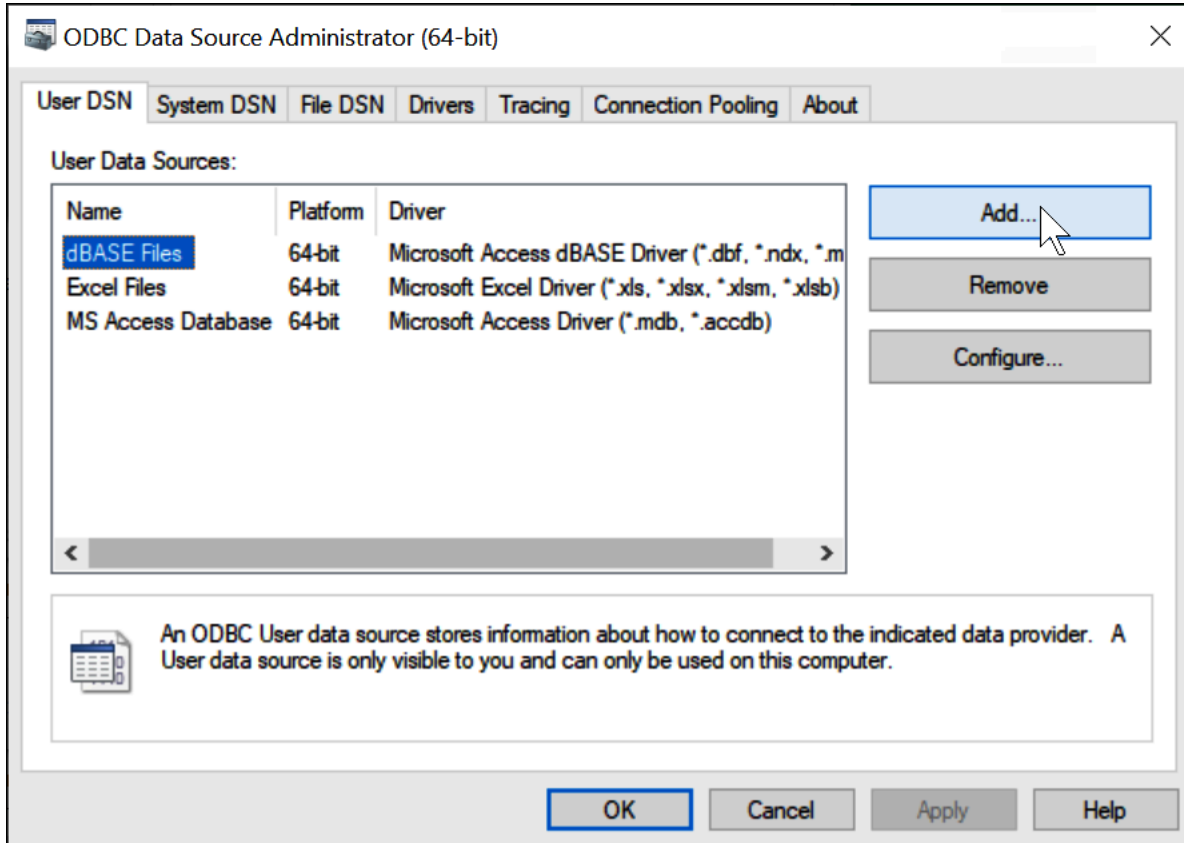 ODBC Data Source Administrator (64-bit)
User DSN System DSN File DSN Drivers Tracing Connection Pooling About
User Data Sources:
Name Platform Driver
dBASE Files 64-bit Microsoft Access dBASE Driver (*.dbf, *.ndx, *.m
Excel Files 64-bit Microsoft Excel Driver (*.xls, *.xlsx, *.xlsm, *.xlsb)
MS Access Database 64-bit Microsoft Access Driver (*.mdb, *.accdb)
Add...
Remove
Configure...
An ODBC User data source stores information about how to connect to the indicated data provider. A
User data source is only visible to you and can only be used on this computer.
OK Cancel Apply Help